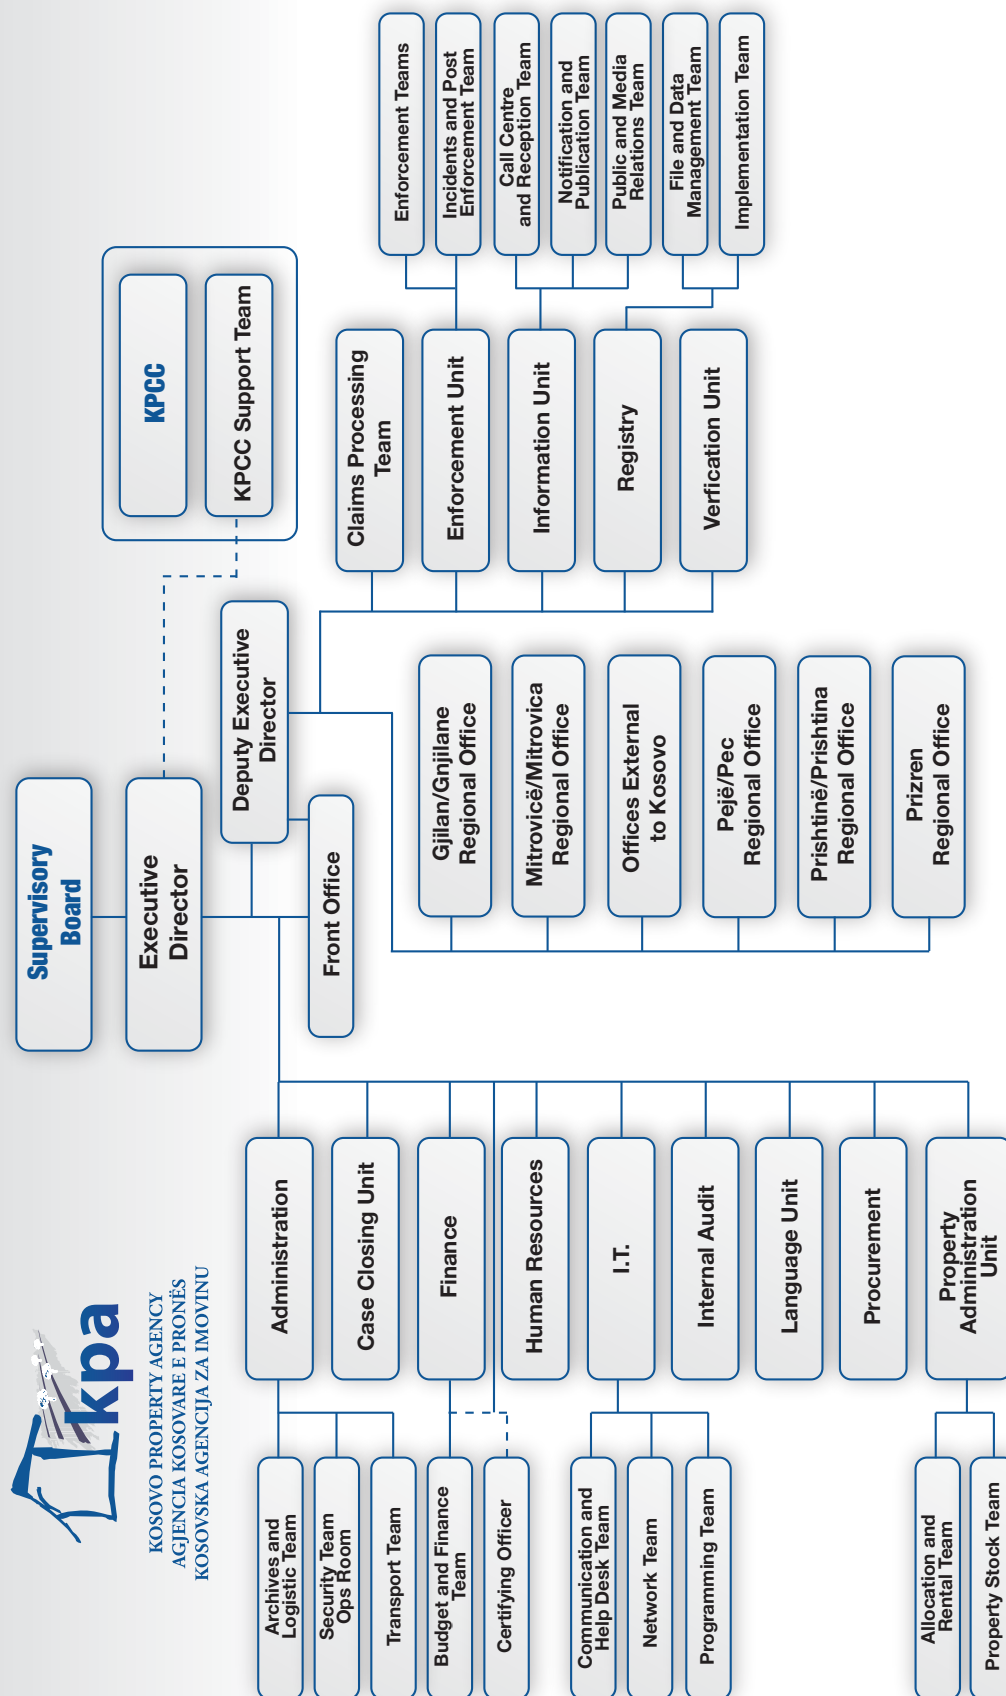 kpa
KOSOVO PROPERTY AGENCY
AGJENCIA KOSOVARE E PRONËS
KOSOVSKA AGENCIJA ZA IMOVINU
Supervisory
Board
Executive
Director
Deputy Executive
Director
Front Office
KPCC
KPCC Support Team
Administration
Case Closing Unit
Finance
Human Resources
I.T.
Internal Audit
Language Unit
Procurement
Property
Administration
Unit
Archives and
Logistic Team
Security Team
Ops Room
Transport Team
Budget and Finance
Team
Certifying Officer
Communication and
Help Desk Team
Network Team
Programming Team
Allocation and
Rental Team
Property Stock Team
Gjilan/Gnjilane
Regional Office
Mitrovicë/Mitrovica
Regional Office
Offices External
to Kosovo
Pejë/Pec
Regional Office
Prishtinë/Prishtina
Regional Office
Prizren
Regional Office
Claims Processing
Team
Enforcement Unit
Information Unit
Registry
Verfication Unit
Enforcement Teams
Incidents and Post
Enforcement Team
Call Centre
and Reception Team
Notification and
Publication Team
Public and Media
Relations Team
File and Data
Management Team
Implementation Team